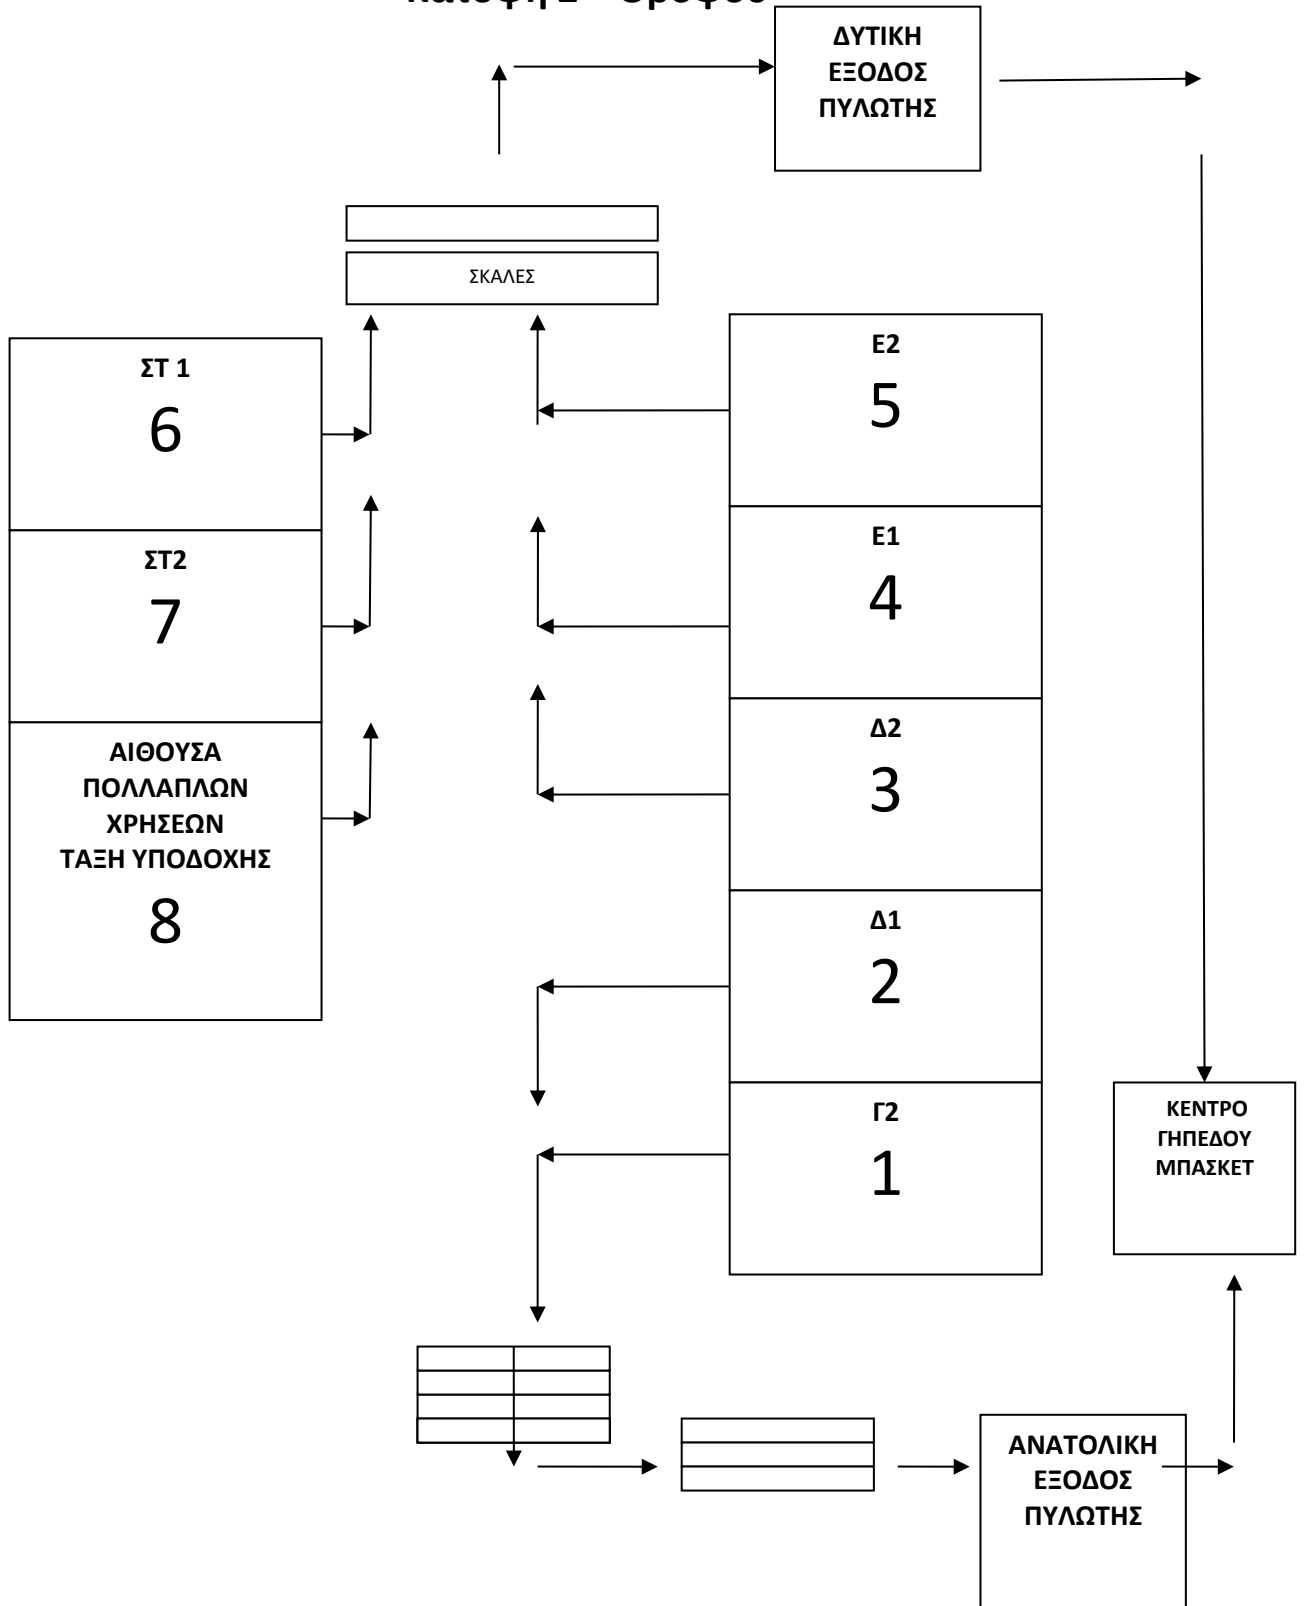 ΔΥΤΙΚΗ
ΕΞΟΔΟΣ
ΠΥΛΩΤΗΣ
ΣΚΑΛΕΣ
ΣΤ 1
6
ΣΤ2
7
ΑΙΘΟΥΣΑ
ΠΟΛΛΑΠΛΩΝ
ΧΡΗΣΕΩΝ
ΤΑΞΗ ΥΠΟΔΟΧΗΣ
8
Ε2
5
Ε1
4
Δ2
3
Δ1
2
Γ2
1
ΚΕΝΤΡΟ
ΓΗΠΕΔΟΥ
ΜΠΑΣΚΕΤ
ΑΝΑΤΟΛΙΚΗ
ΕΞΟΔΟΣ
ΠΥΛΩΤΗΣ